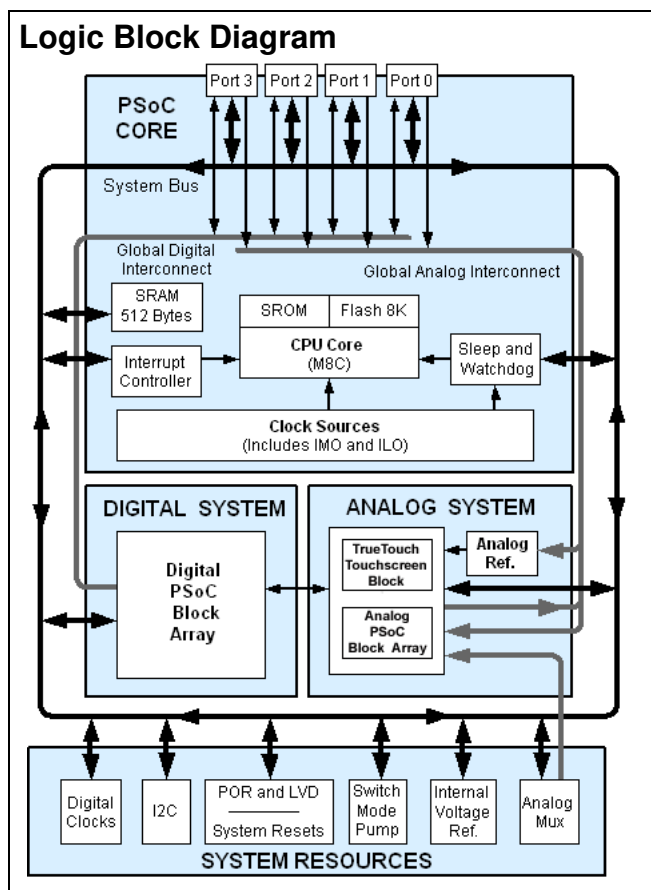 Logic Block Diagram
Port 3
Port 2
Port 1
Port 0
PSoC
CORE
System Bus
Global Digital
Interconnect
Global Analog Interconnect
SRAM
512 Bytes
SROM
Flash 8K
CPU Core
(M8C)
Interrupt
Controller
Sleep and
Watchdog
Clock Sources
(Includes IMO and ILO)
DIGITAL SYSTEM
Digital
PSoC
Block
Array
ANALOG SYSTEM
TrueTouch
Touchscreen
Block
Analog
Ref.
Analog
PSoC
Block Array
Digital
Clocks
I2C
POR and LVD
System Resets
Switch
Mode
Pump
Internal
Voltage
Ref.
Analog
Mux
SYSTEM RESOURCES